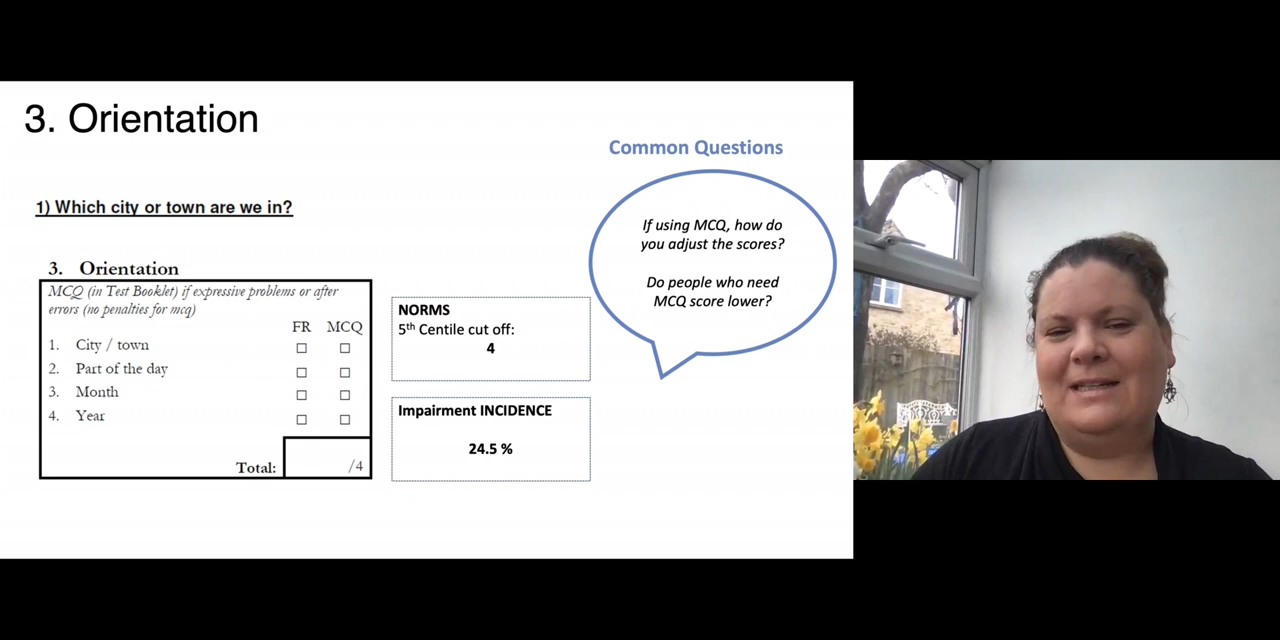 3. Orientation
Common Questions
1) Which city or town are we in?
If using MCQ, how do
you adjust the scores?
Do people who need
MCQ score lower?
3. Orientation
MCQ (in Test Booklet) if expressive problems or after
errors (no penalties for mcq)
FR MCQ
1. City / town
2. Part of the day
3. Month
4. Year
Total: /4
NORMS
5th Centile cut off:
4
Impairment INCIDENCE
24.5 %